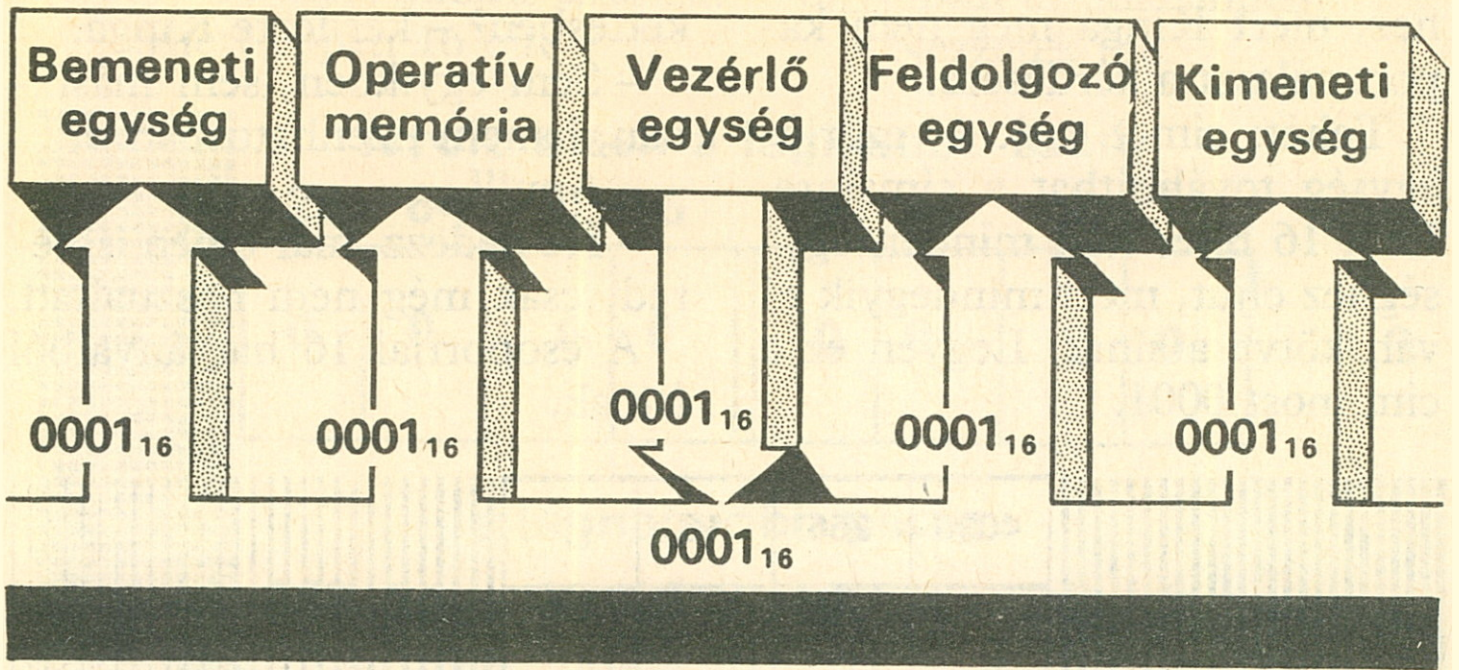 Bemeneti
egység
Operatív
memória
Vezérlő
egység
Feldolgozó
egység
Kimeneti
egység
0001₁₆
0001₁₆
0001₁₆
0001₁₆
0001₁₆
0001₁₆